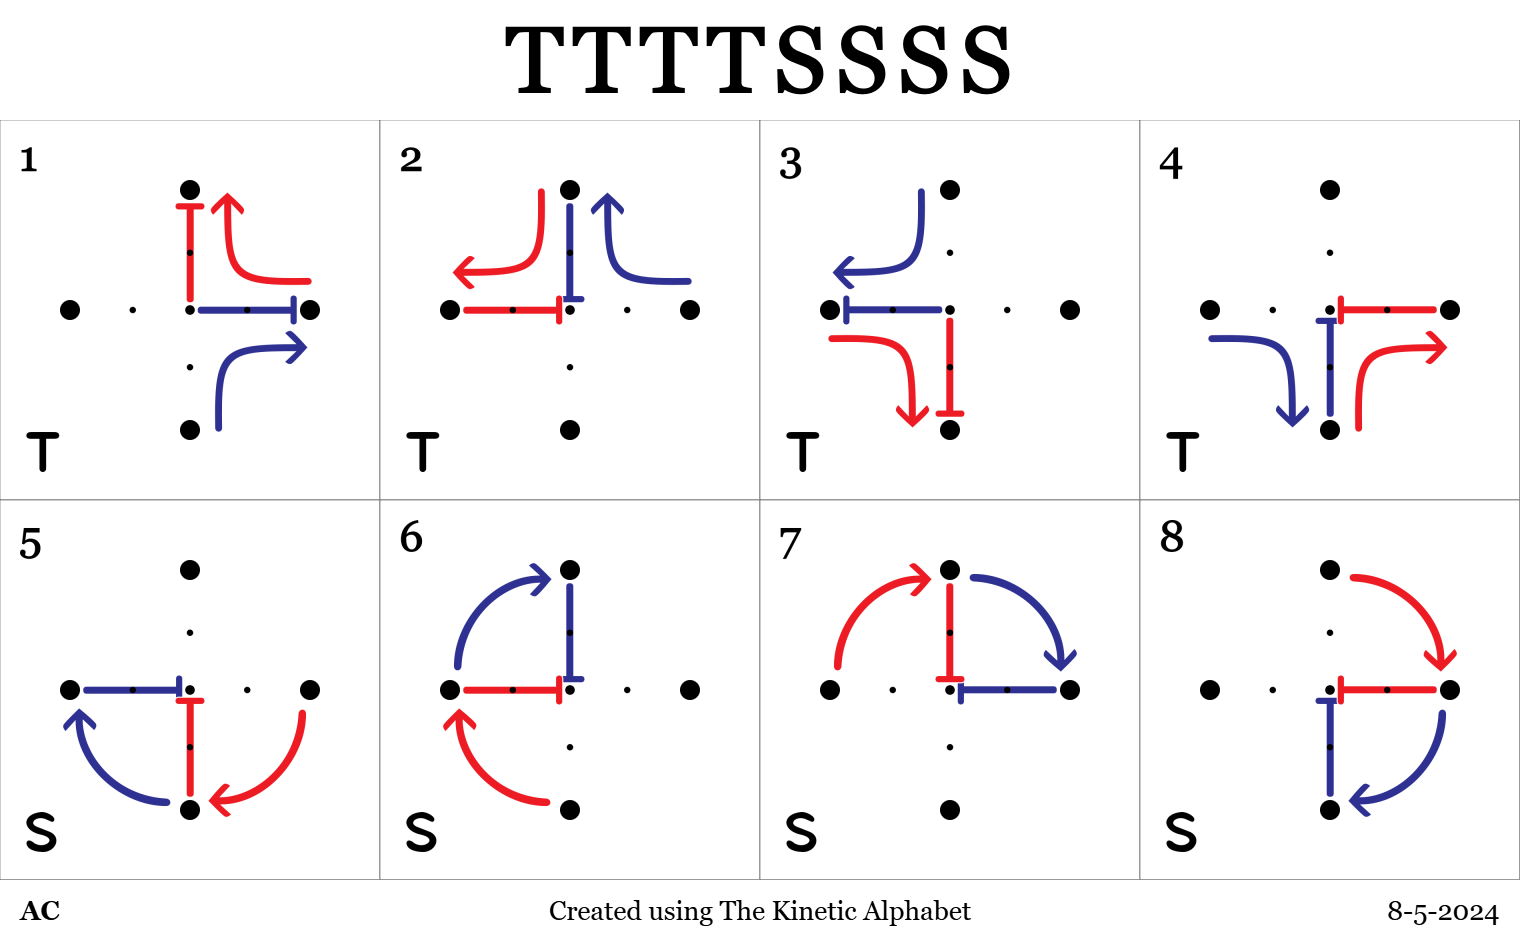 TTTTSSSS
1 2 3 4
T T T T
5 6 7 8
S S S S
AC Created using The Kinetic Alphabet 8-5-2024